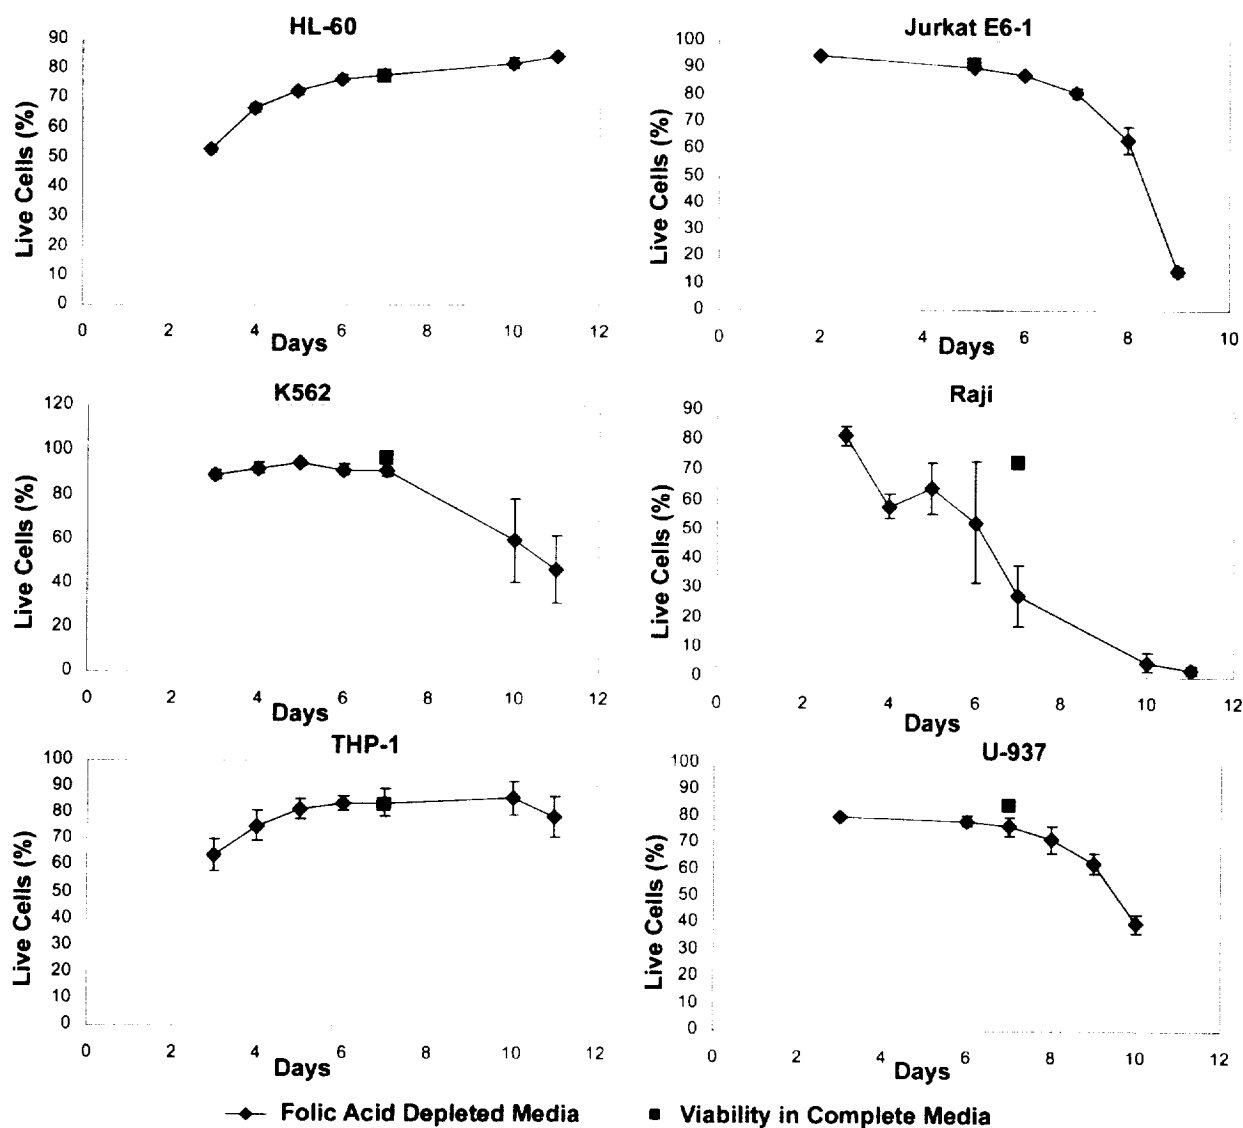 HL-60
Live Cells (%)
90
80
70
60
50
40
30
20
10
0
0 2 4 6 8 10 12
Days
Jurkat E6-1
Live Cells (%)
100
90
80
70
60
50
40
30
20
10
0
0 2 4 6 8 10
Days
K562
Live Cells (%)
120
100
80
60
40
20
0
0 2 4 6 8 10 12
Days
Raji
Live Cells (%)
90
80
70
60
50
40
30
20
10
0
0 2 4 6 8 10 12
Days
THP-1
Live Cells (%)
100
90
80
70
60
50
40
30
20
10
0
0 2 4 6 8 10 12
Days
U-937
Live Cells (%)
100
90
80
70
60
50
40
30
20
10
0
0 2 4 6 8 10 12
Days
Folic Acid Depleted Media
Viability in Complete Media